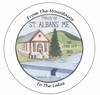 From The Mountains
TOWN OF
ST. ALBANS ME.
To The Lakes